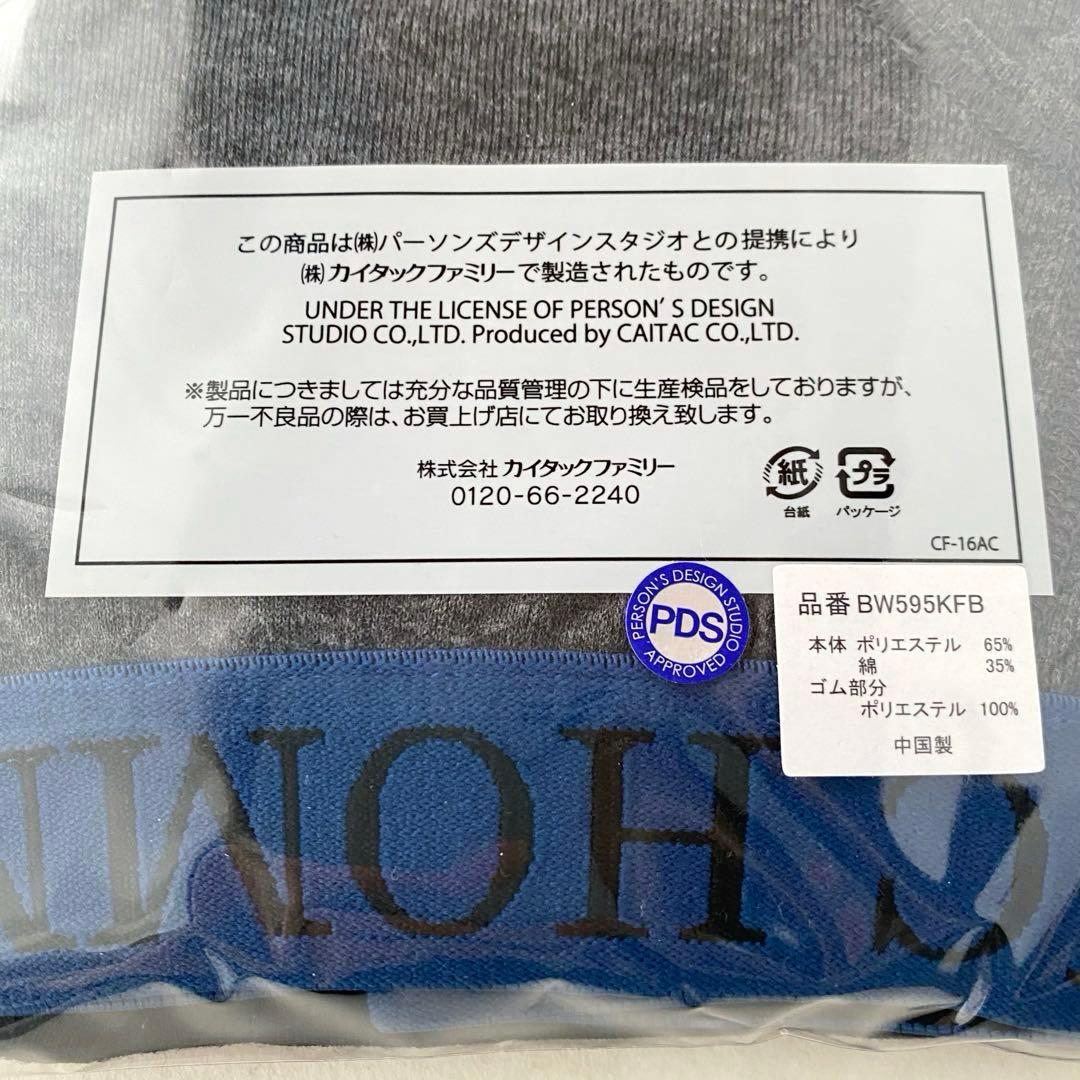 この商品は㈱パーソンズデザインスタジオとの提携により
㈱カイタックファミリーで製造されたものです。
UNDER THE LICENSE OF PERSON'S DESIGN
STUDIO CO.,LTD. Produced by CAITAC CO.,LTD.
※製品につきましては充分な品質管理の下に生産検品をしておりますが、
万一不良品の際は、お買上げ店にてお取り換え致します。
株式会社 カイタックファミリー
0120-66-2240
紙
台紙
プラ
パッケージ
CF-16AC
PERSON'S DESIGN STUDIO
PDS
APPROVED
品番 BW595KFB
本体 ポリエステル 65%
綿 35%
ゴム部分
ポリエステル 100%
中国製